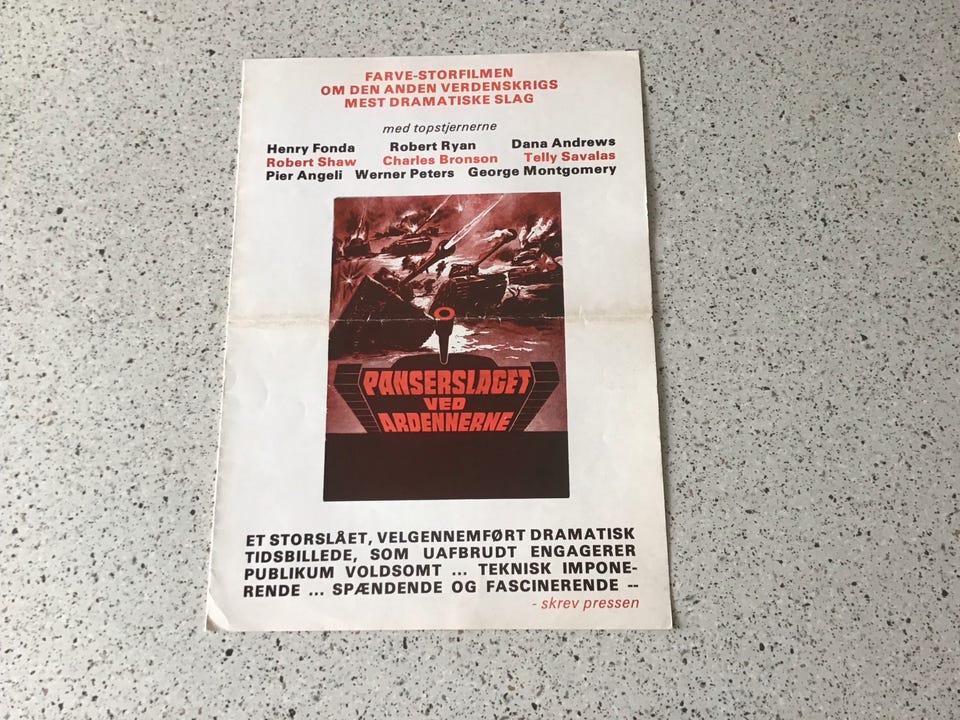 FARVE-STORFILMEN
OM DEN ANDEN VERDENSKRIGS
MEST DRAMATISKE SLAG
med topstjernerne
Henry Fonda Robert Ryan Dana Andrews
Robert Shaw Charles Bronson Telly Savalas
Pier Angeli Werner Peters George Montgomery
PANSERSLAGET
VED
ARDENNERNE
ET STORSLÅET, VELGENNEMFØRT DRAMATISK
TIDSBILLEDE, SOM UAFBRUDT ENGAGERER
PUBLIKUM VOLDSOMT ... TEKNISK IMPONE-
RENDE ... SPÆNDENDE OG FASCINERENDE --
- skrev pressen